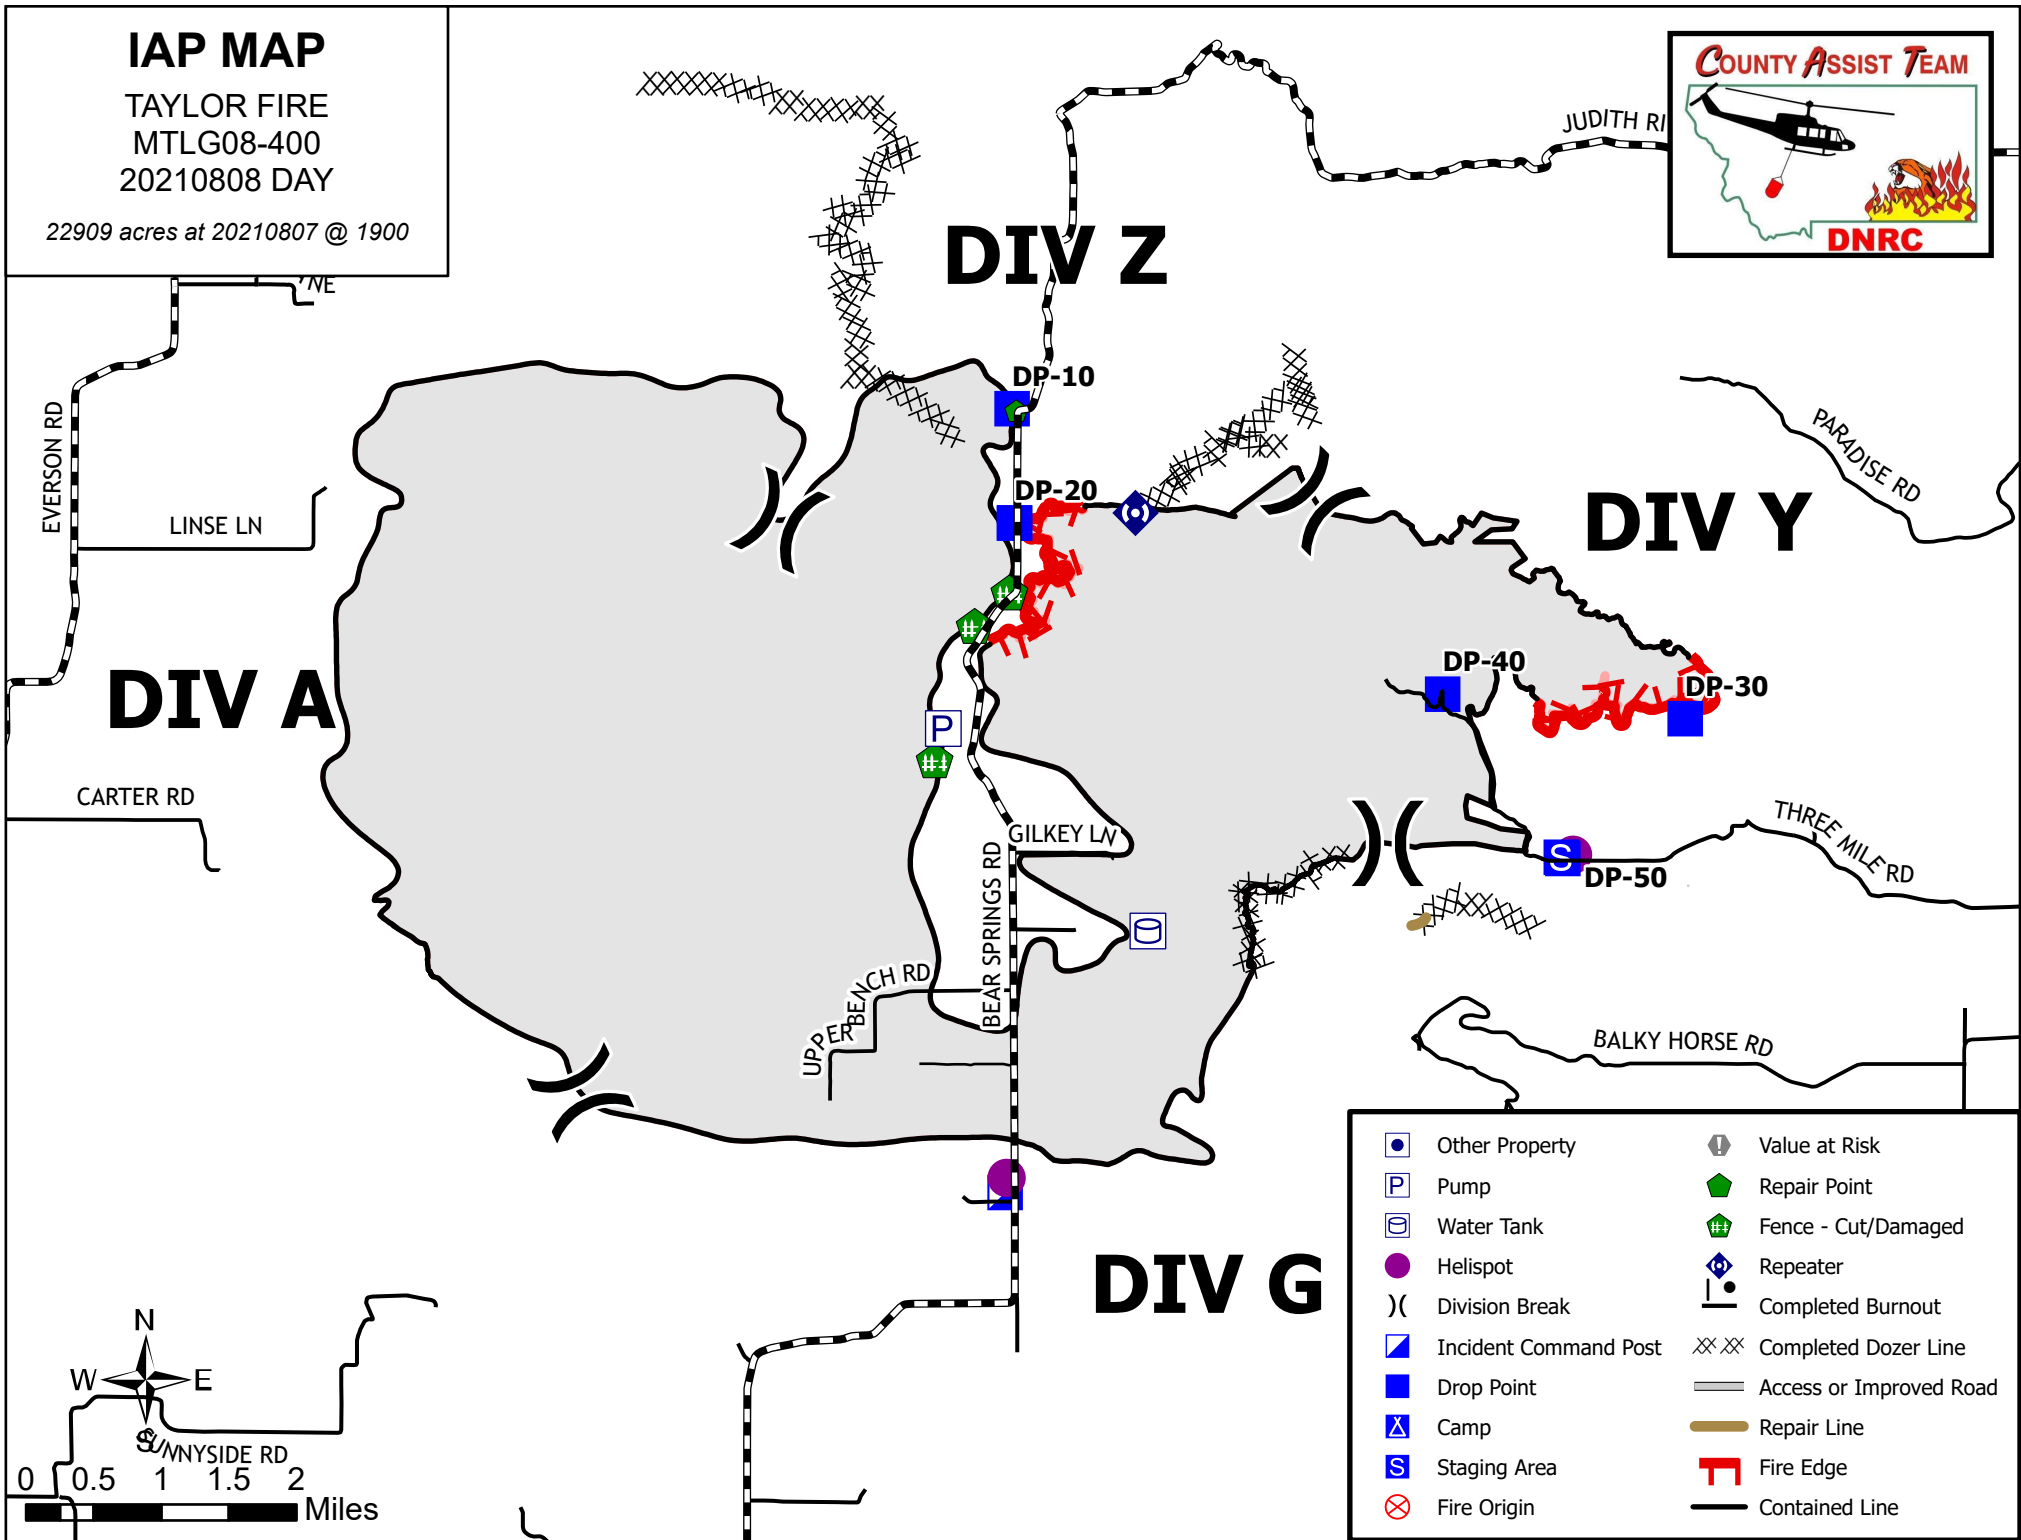 IAP MAP
TAYLOR FIRE
MTLG08-400
20210808 DAY
22909 acres at 20210807 @ 1900
COUNTY ASSIST TEAM
DNRC
JUDITH RI
NE
DIV Z
DP-10
EVERSON RD
LINSE LN
DP-20
PARADISE RD
DIV Y
DIV A
DP-40
DP-30
P
CARTER RD
GILKEY LN
THREE MILE RD
S
DP-50
BEAR SPRINGS RD
UPPER BENCH RD
BALKY HORSE RD
DIV G
N
W E
S
SUNNYSIDE RD
0 0.5 1 1.5 2
Miles
Other Property
P Pump
Water Tank
Helispot
)( Division Break
Incident Command Post
Drop Point
Camp
S Staging Area
Fire Origin
Value at Risk
Repair Point
Fence - Cut/Damaged
Repeater
Completed Burnout
Completed Dozer Line
Access or Improved Road
Repair Line
Fire Edge
Contained Line